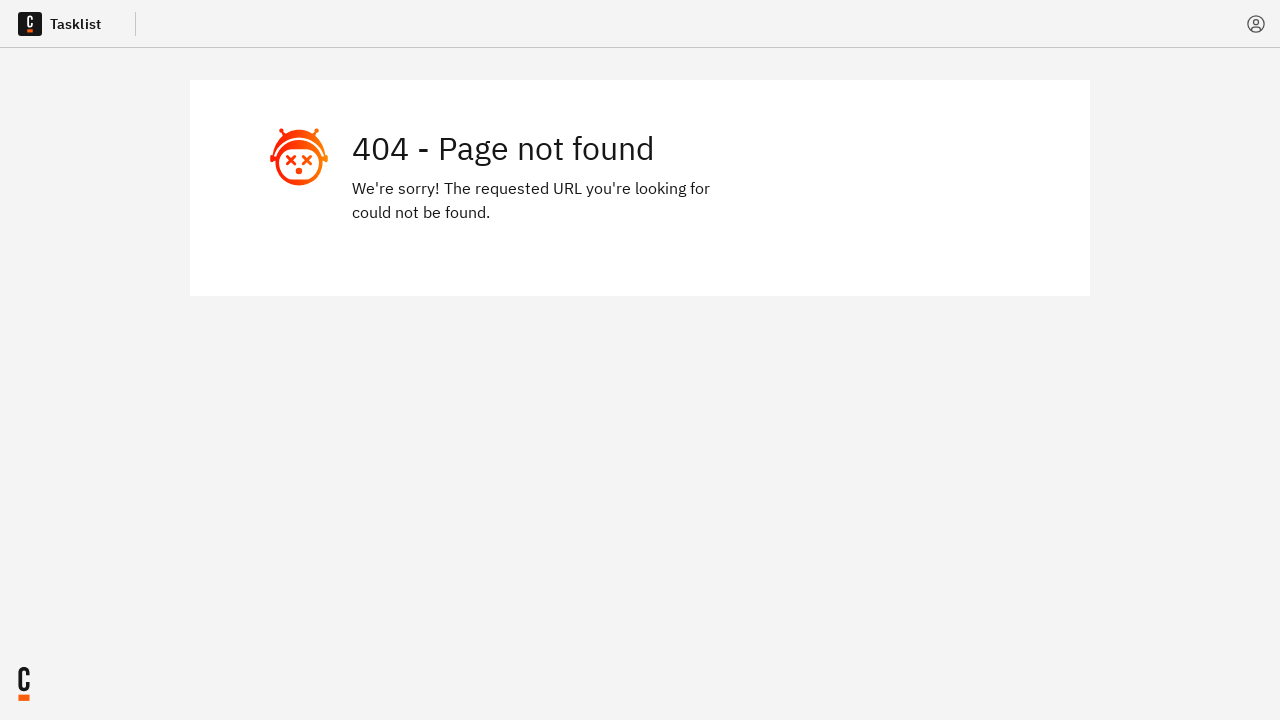 C Tasklist
404 - Page not found
We're sorry! The requested URL you're looking for
could not be found.
C